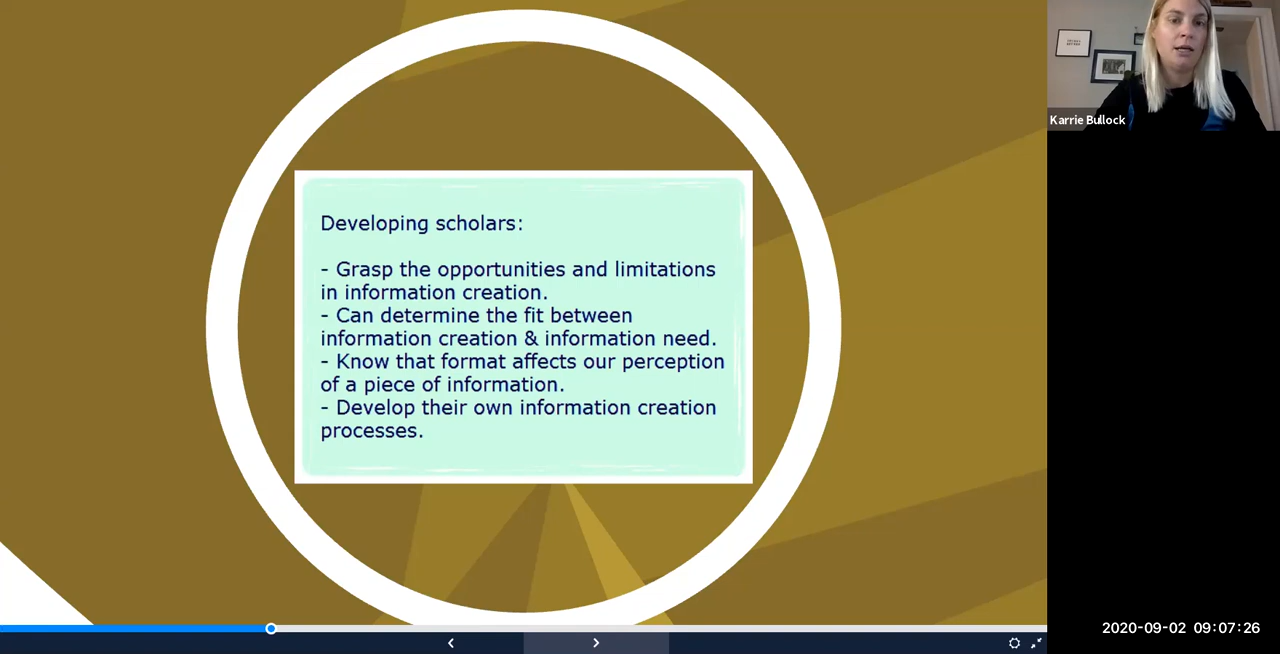 Developing scholars:
- Grasp the opportunities and limitations
in information creation.
- Can determine the fit between
information creation & information need.
- Know that format affects our perception
of a piece of information.
- Develop their own information creation
processes.
Karrie Bullock
2020-09-02 09:07:26